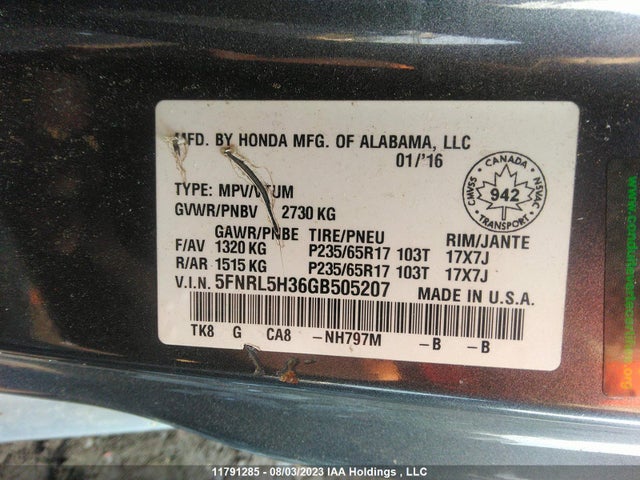 MFD. BY HONDA MFG. OF ALABAMA, LLC
01/'16
TYPE: MPV/VTUM
GVWR/PNBV 2730 KG
GAWR/PNBE TIRE/PNEU RIM/JANTE
F/AV 1320 KG P235/65R17 103T 17X7J
R/AR 1515 KG P235/65R17 103T 17X7J
V.I.N. 5FNRL5H36GB505207 MADE IN U.S.A.
TK8 G CA8 –NH797M –B –B
CANADA
CMVSS 942 NSVAC
TRANSPORT
11791285 - 08/03/2023 IAA Holdings , LLC